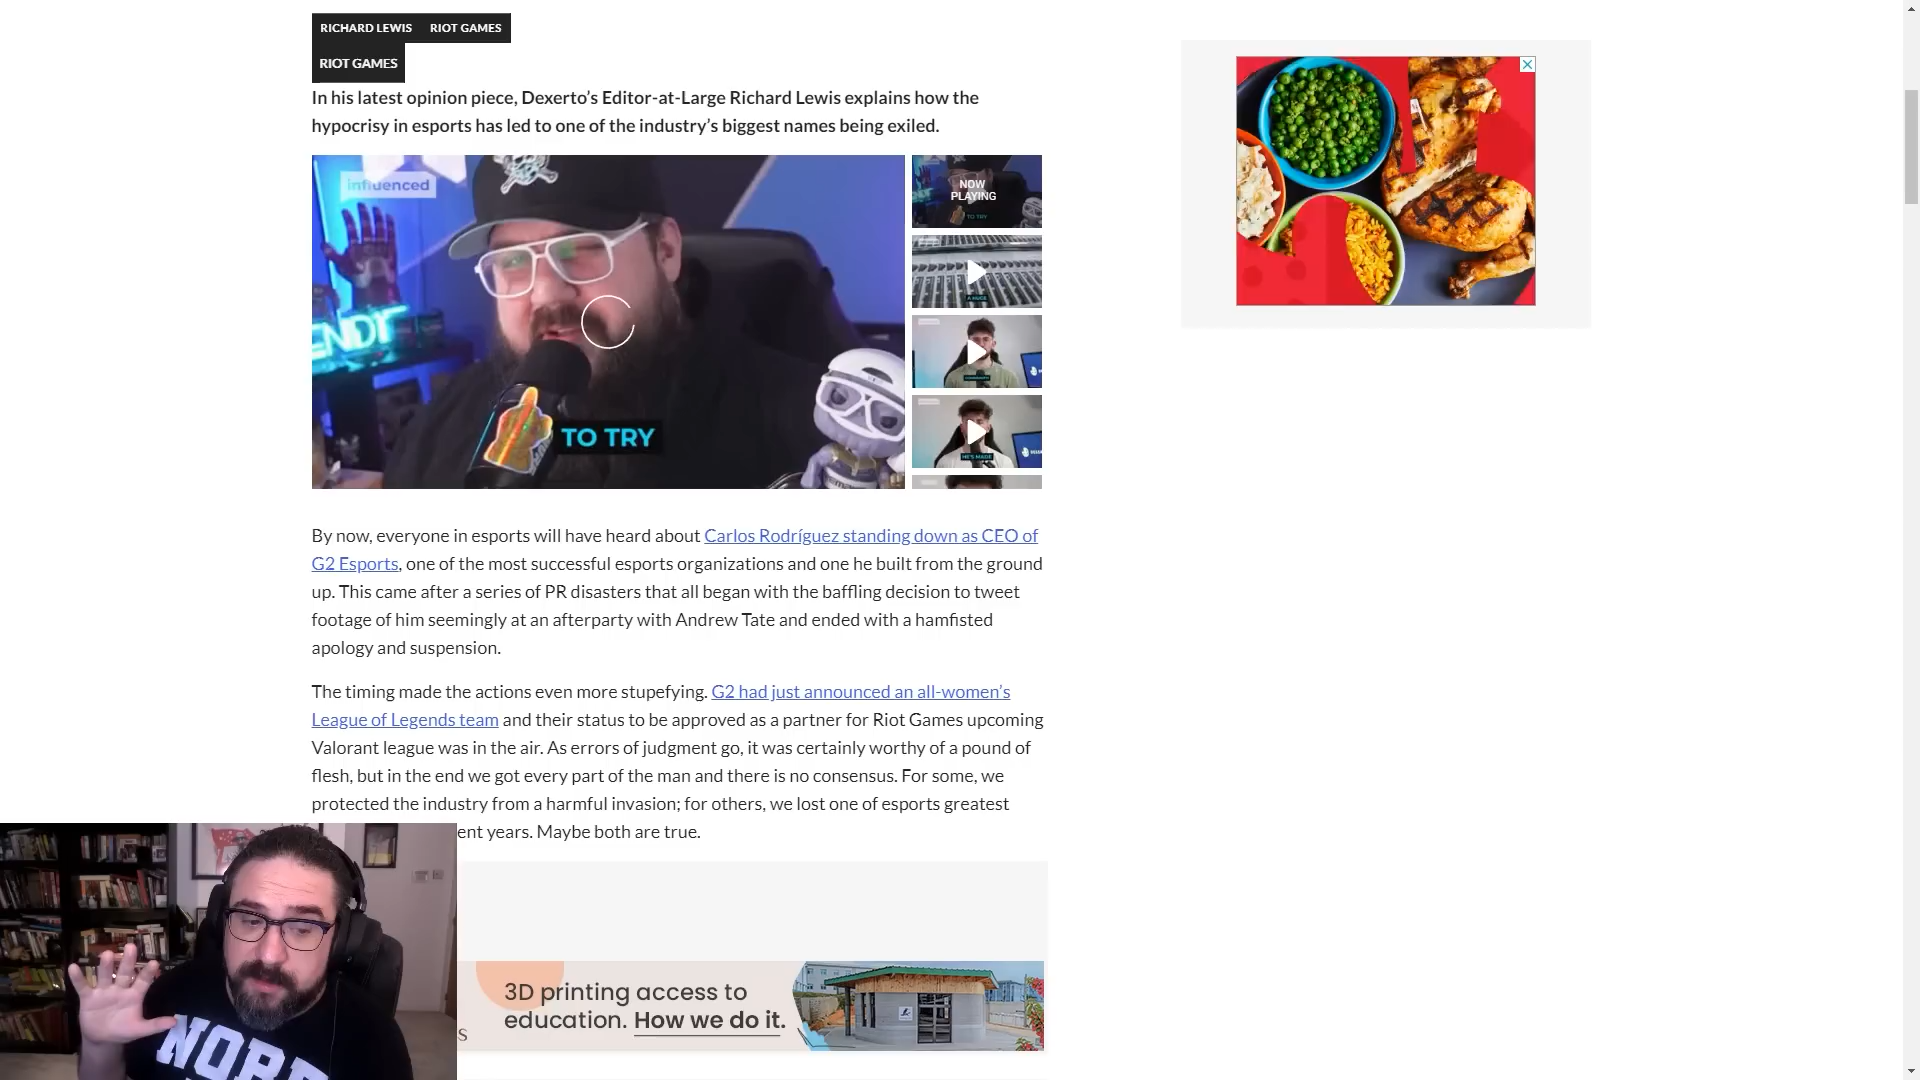 RICHARD LEWIS RIOT GAMES
RIOT GAMES
In his latest opinion piece, Dexerto’s Editor-at-Large Richard Lewis explains how the
hypocrisy in esports has led to one of the industry’s biggest names being exiled.
influenced
NOW
PLAYING
TO TRY
A HUGE
HE'S MADE
TO TRY
By now, everyone in esports will have heard about Carlos Rodríguez standing down as CEO of
G2 Esports, one of the most successful esports organizations and one he built from the ground
up. This came after a series of PR disasters that all began with the baffling decision to tweet
footage of him seemingly at an afterparty with Andrew Tate and ended with a hamfisted
apology and suspension.
The timing made the actions even more stupefying. G2 had just announced an all-women’s
League of Legends team and their status to be approved as a partner for Riot Games upcoming
Valorant league was in the air. As errors of judgment go, it was certainly worthy of a pound of
flesh, but in the end we got every part of the man and there is no consensus. For some, we
protected the industry from a harmful invasion; for others, we lost one of esports greatest
ent years. Maybe both are true.
3D printing access to
education. How we do it.
S
NORD